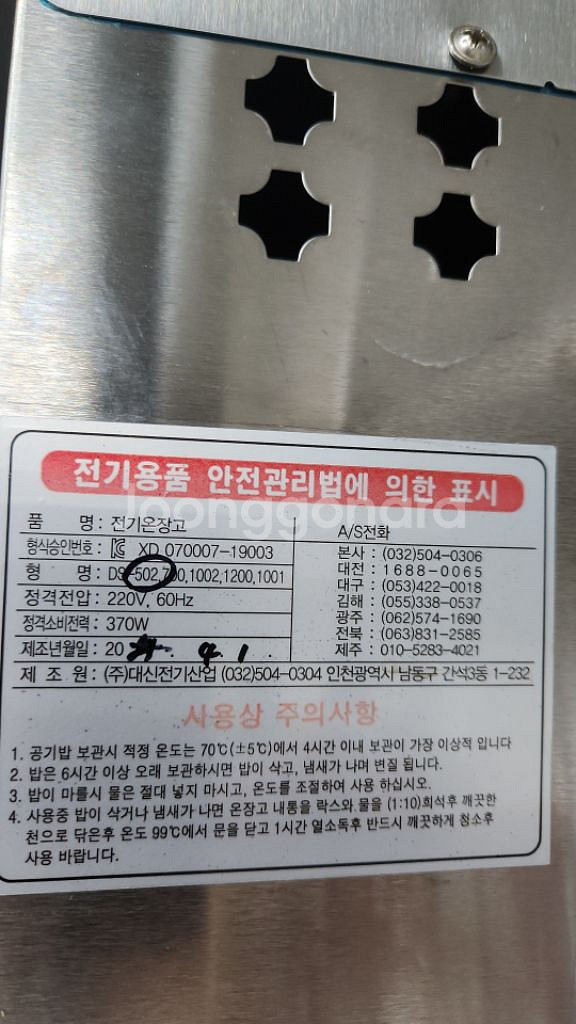 전기용품 안전관리법에 의한 표시
품 명 : 전기온장고
형식승인번호 : XD 070007-19003
형 명 : DS-502,700,1002,1200,1001
정격전압 : 220V, 60Hz
정격소비전력 : 370W
제조년월일 : 20 9. 1
A/S전화
본사 : (032)504-0306
대전 : 1688-0065
대구 : (053)422-0018
김해 : (055)338-0537
광주 : (062)574-1690
전북 : (063)831-2585
제주 : 010-5283-4021
제 조 원 : (주)대신전기산업 (032)504-0304 인천광역시 남동구 간석3동 1-232
사용상 주의사항
1. 공기밥 보관시 적정 온도는 70℃(±5℃)에서 4시간 이내 보관이 가장 이상적 입니다
2. 밥은 6시간 이상 오래 보관하시면 밥이 삭고, 냄새가 나며 변질 됩니다.
3. 밥이 마를시 물은 절대 넣지 마시고, 온도를 조절하여 사용 하십시오.
4. 사용중 밥이 삭거나 냄새가 나면 온장고 내통을 락스와 물을 (1:10)희석후 깨끗한
천으로 닦은후 온도 99℃에서 문을 닫고 1시간 열소독후 반드시 깨끗하게 청소후
사용 바랍니다.
joonggonara